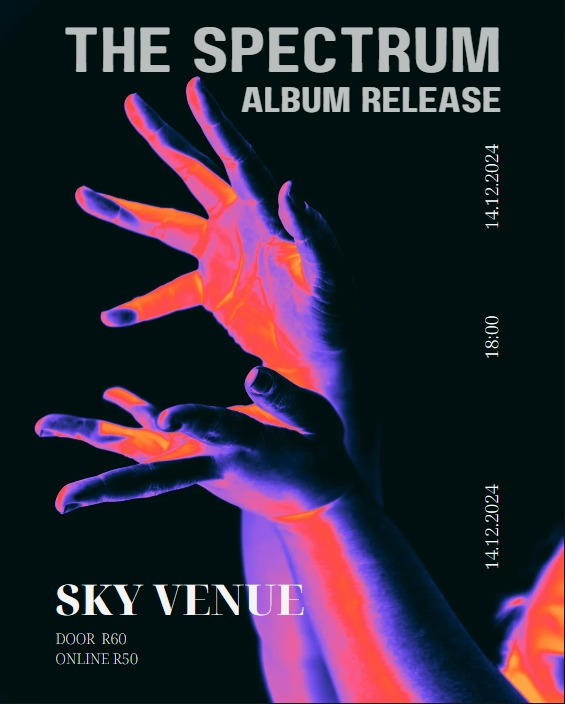 THE SPECTRUM
ALBUM RELEASE
14.12.2024
18:00
14.12.2024
SKY VENUE
DOOR R60
ONLINE R50